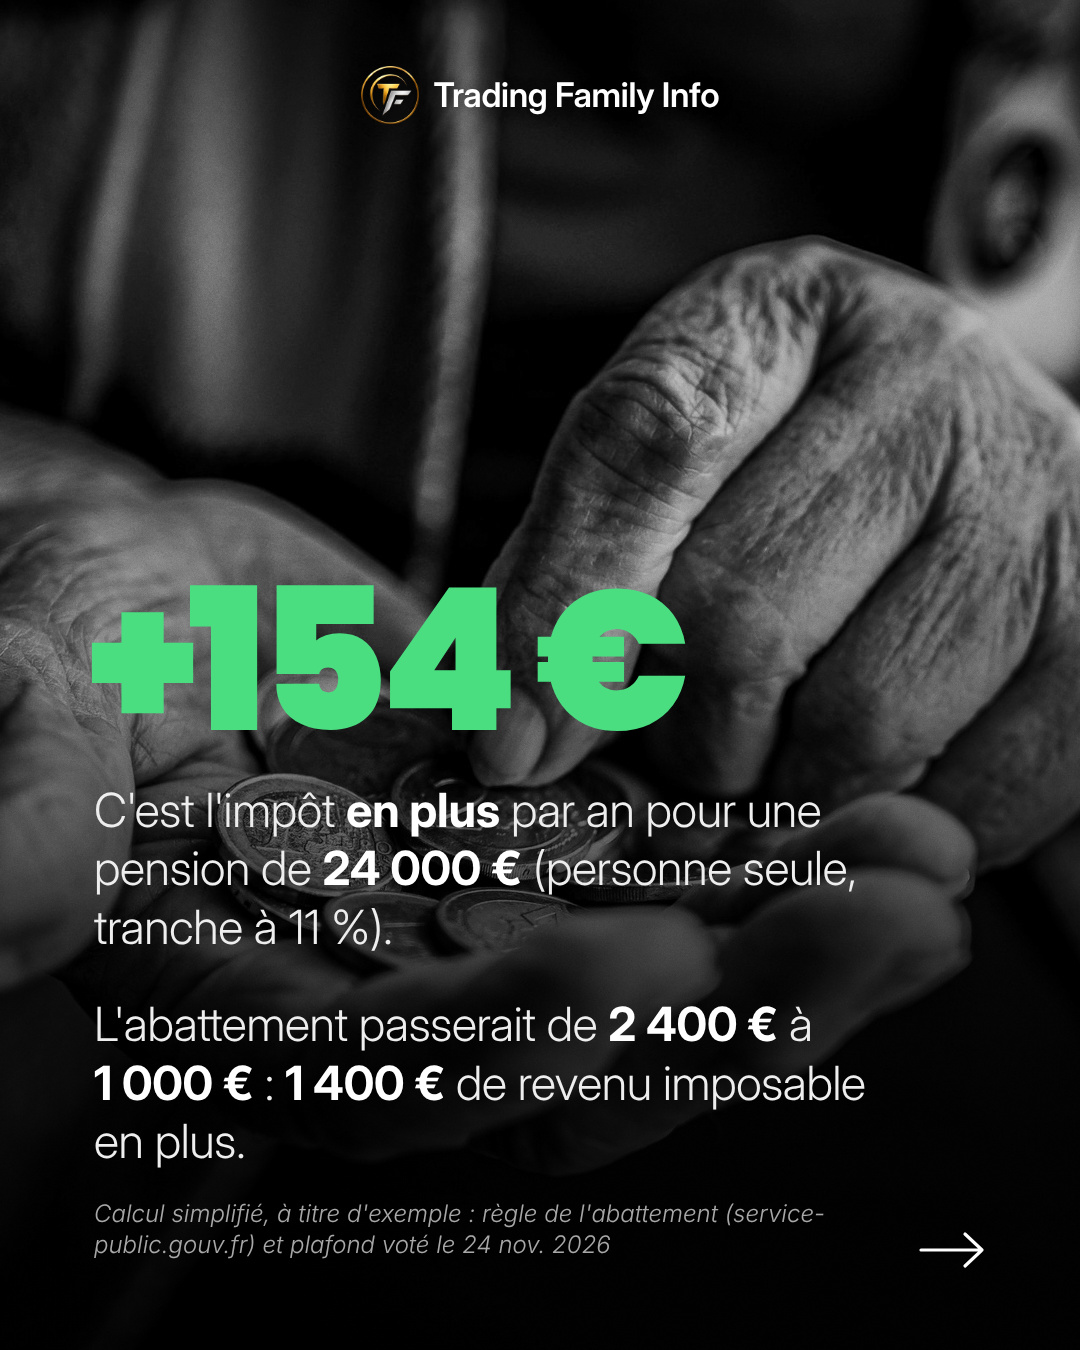 TF Trading Family Info
+154 €
C'est l'impôt en plus par an pour une
pension de 24 000 € (personne seule,
tranche à 11 %).
L'abattement passerait de 2 400 € à
1 000 € : 1 400 € de revenu imposable
en plus.
Calcul simplifié, à titre d'exemple : règle de l'abattement (service-
public.gouv.fr) et plafond voté le 24 nov. 2026